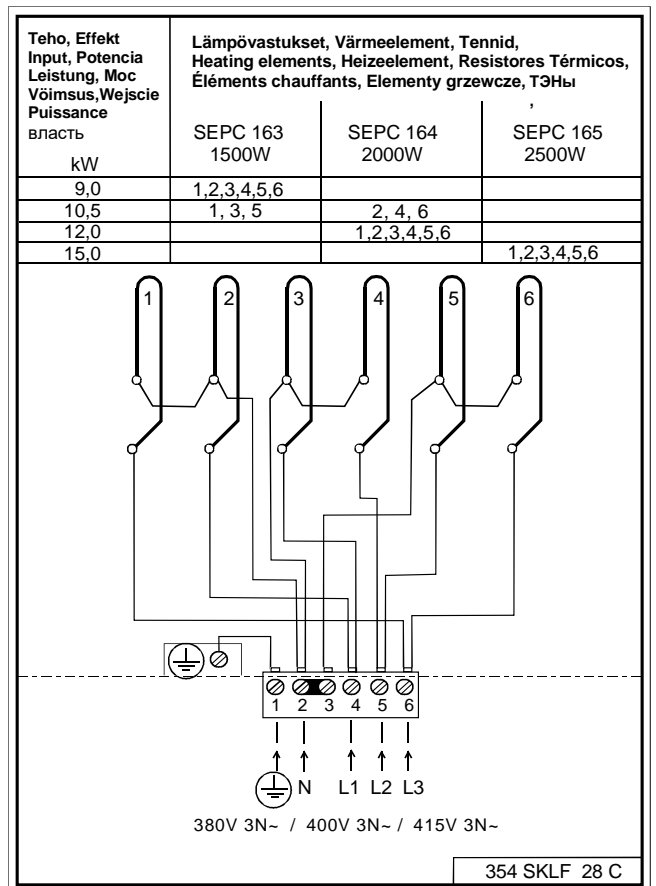 Teho, Effekt
Input, Potencia
Leistung, Moc
Vöimsus,Wejscie
Puissance
власть
kW
Lämpövastukset, Värmeelement, Tennid,
Heating elements, Heizeelement, Resistores Térmicos,
Éléments chauffants, Elementy grzewcze, ТЭНы
,
SEPC 163
1500W
SEPC 164
2000W
SEPC 165
2500W
9,0 1,2,3,4,5,6
10,5 1, 3, 5 2, 4, 6
12,0 1,2,3,4,5,6
15,0 1,2,3,4,5,6
1 2 3 4 5 6
1 2 3 4 5 6
N L1 L2 L3
380V 3N~ / 400V 3N~ / 415V 3N~
354 SKLF 28 C